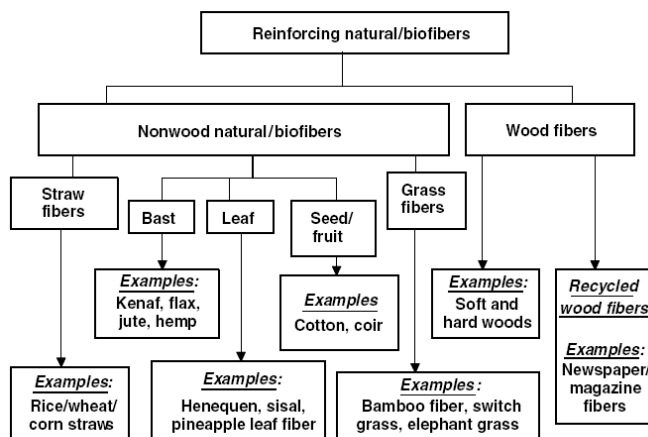 Reinforcing natural/biofibers
Nonwood natural/biofibers
Wood fibers
Straw
fibers
Bast
Leaf
Seed/
fruit
Grass
fibers
Examples:
Kenaf, flax,
jute, hemp
Examples
Cotton, coir
Examples:
Soft and
hard woods
Recycled
wood fibers
Examples:
Newspaper/
magazine
fibers
Examples:
Rice/wheat/
corn straws
Examples:
Henequen, sisal,
pineapple leaf fiber
Examples:
Bamboo fiber, switch
grass, elephant grass